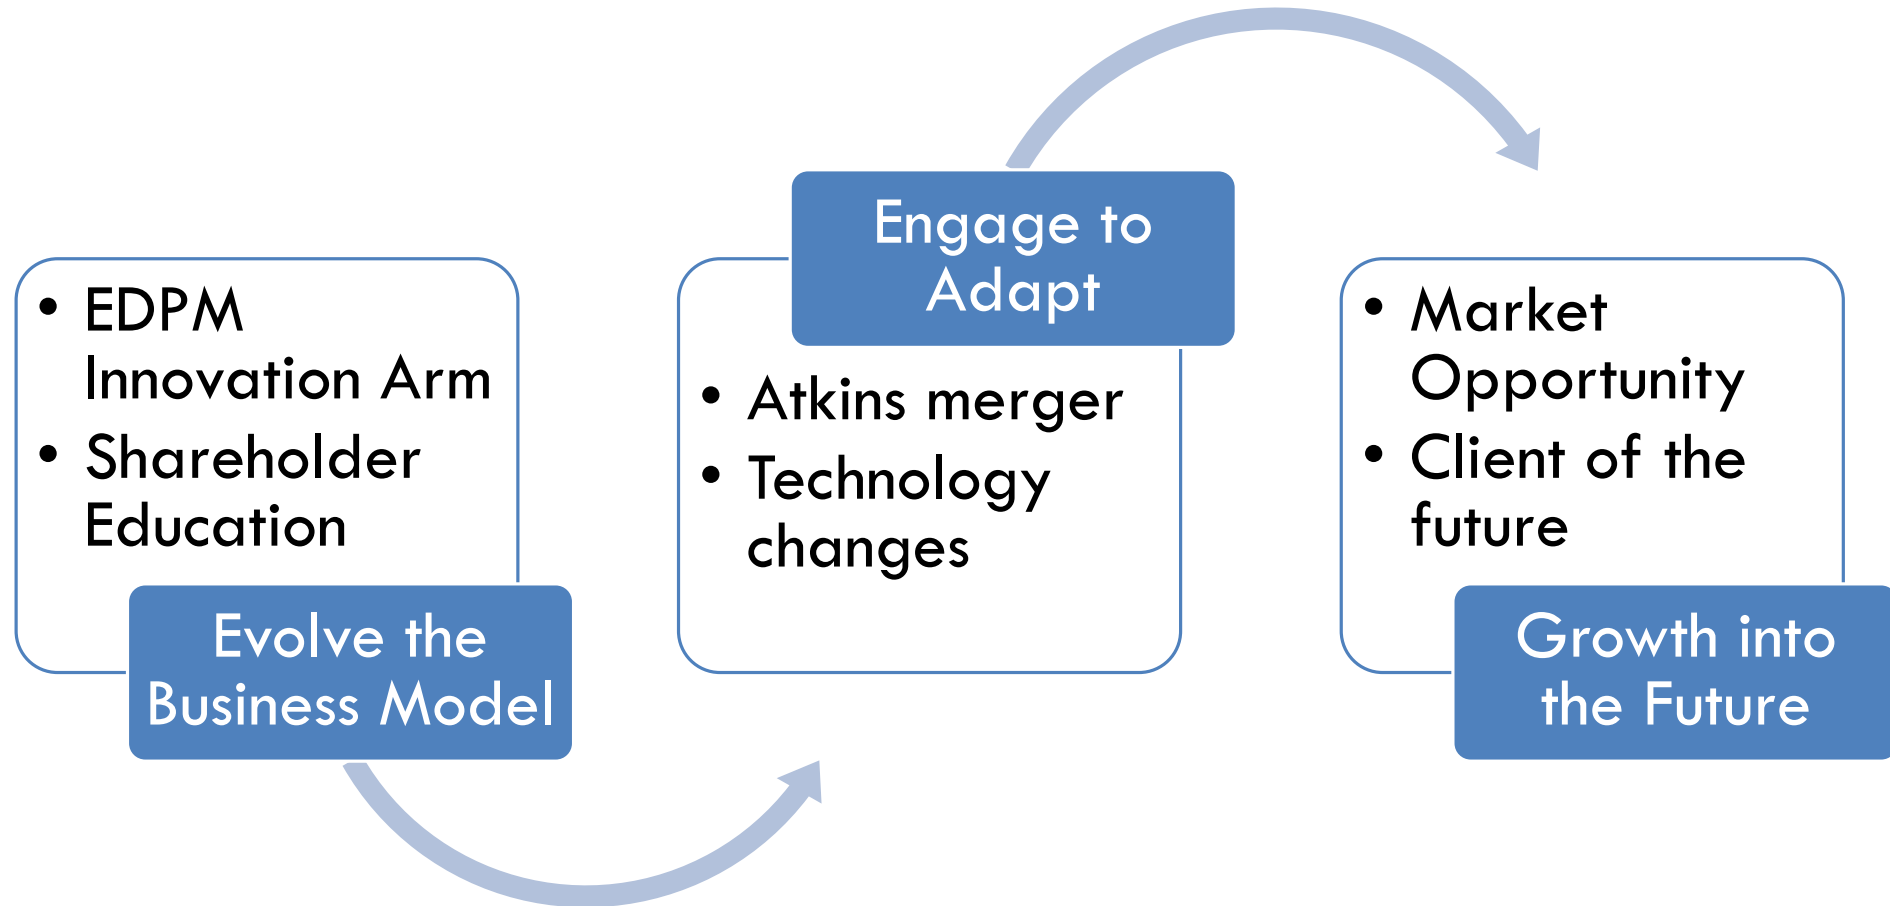 • EDPM
Innovation Arm
• Shareholder
Education
Evolve the
Business Model
Engage to
Adapt
• Atkins merger
• Technology
changes
• Market
Opportunity
• Client of the
future
Growth into
the Future